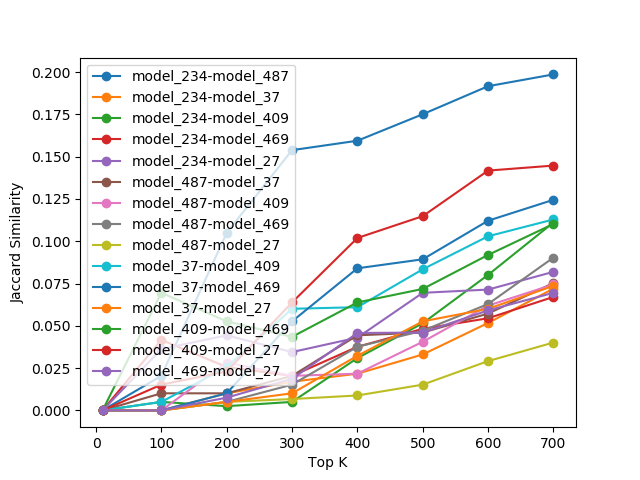 0.200
0.175
0.150
0.125
0.100
0.075
0.050
0.025
0.000
Jaccard Similarity
model_234-model_487
model_234-model_37
model_234-model_409
model_234-model_469
model_234-model_27
model_487-model_37
model_487-model_409
model_487-model_469
model_487-model_27
model_37-model_409
model_37-model_469
model_37-model_27
model_409-model_469
model_409-model_27
model_469-model_27
0 100 200 300 400 500 600 700
Top K